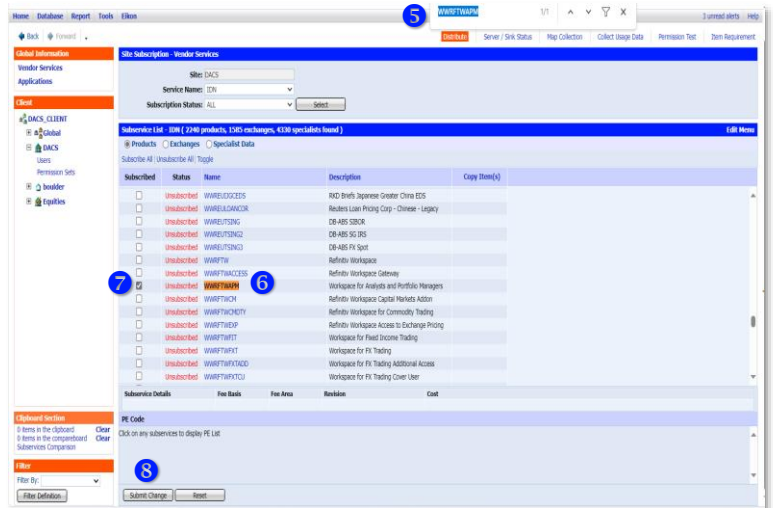 5 WWRFTWAPM 1/1
Home Database Report Tools Eikon 3 unread alerts Help
Back Forward Distribute Server / Sink Status Map Collection Collect Usage Data Permission Test Item Requirement
Global Information
Vendor Services
Applications
Client
DACS_CLIENT
Global
DACS
Users
Permission Sets
boulder
Equities
Site Subscription - Vendor Services
Site: DACS
Service Name: IDN
Subscription Status: ALL Select
Subservice List - IDN ( 2240 products, 1585 exchanges, 4330 specialists found ) Edit Menu
Products Exchanges Specialist Data
Subscribe All Unsubscribe All Toggle
Subscribed Status Name Description Copy Item(s)
Unsubscribed WWREUDGCEDS RKD Briefs Japanese Greater China EDS
Unsubscribed WWREULOANCOR Reuters Loan Pricing Corp - Chinese - Legacy
Unsubscribed WWREUTSING DB-ABS SIBOR
Unsubscribed WWREUTSING2 DB-ABS SG IRS
Unsubscribed WWREUTSING3 DB-ABS FX Spot
Unsubscribed WWRFTW Refinitiv Workspace
Unsubscribed WWRFTWACCESS Refinitiv Workspace Gateway
7 Unsubscribed WWRFTWAPM 6 Workspace for Analysts and Portfolio Managers
Unsubscribed WWRFTWCM Refinitiv Workspace Capital Markets Addon
Unsubscribed WWRFTWCMDTY Refinitiv Workspace for Commodity Trading
Unsubscribed WWRFTWEXP Refinitiv Workspace Access to Exchange Pricing
Unsubscribed WWRFTWFIT Workspace for Fixed Income Trading
Unsubscribed WWRFTWFXT Workspace for FX Trading
Unsubscribed WWRFTWFXTADD Workspace for FX Trading Additional Access
Unsubscribed WWRFTWFXTCU Workspace for FX Trading Cover User
Subservice Details Fee Basis Fee Area Revision Cost
Clipboard Section
0 items in the clipboard Clear
0 items in the compareboard Clear
Subservices Comparison
PE Code
Click on any subservices to display PE List
Filter
Filter By:
Filter Definition
8
Submit Change Reset